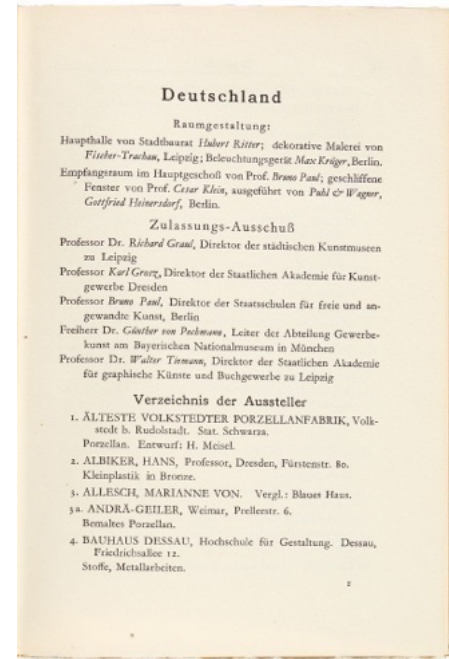 Deutschland
Raumgestaltung:
Haupthalle von Stadtbaurat Hubert Ritter; dekorative Malerei von
Fischer-Trachau, Leipzig; Beleuchtungsgerät Max Krüger, Berlin.
Empfangsraum im Hauptgeschoß von Prof. Bruno Paul; geschliffene
Fenster von Prof. Cesar Klein, ausgeführt von Puhl & Wagner,
Gottfried Heinersdorf, Berlin.
Zulassungs-Ausschuß
Professor Dr. Richard Graul, Direktor der städtischen Kunstmuseen
zu Leipzig
Professor Karl Groß, Direktor der Staatlichen Akademie für Kunst-
gewerbe Dresden
Professor Bruno Paul, Direktor der Staatsschulen für freie und an-
gewandte Kunst, Berlin
Freiherr Dr. Günther von Pechmann, Leiter der Abteilung Gewerbe-
kunst am Bayerischen Nationalmuseum in München
Professor Dr. Walter Tiemann, Direktor der Staatlichen Akademie
für graphische Künste und Buchgewerbe zu Leipzig
Verzeichnis der Aussteller
1. ÄLTESTE VOLKSTEDTER PORZELLANFABRIK, Volk-
stedt b. Rudolstadt. Stat. Schwarza.
Porzellan. Entwurf: H. Meisel.
2. ALBIKER, HANS, Professor, Dresden, Fürstenstr. 80.
Kleinplastik in Bronze.
3. ALLESCH, MARIANNE VON. Vergl.: Blaues Haus.
3a. ANDRÄ-GEILER, Weimar, Prellerstr. 6.
Bemaltes Porzellan.
4. BAUHAUS DESSAU, Hochschule für Gestaltung. Dessau,
Friedrichsallee 12.
Stoffe, Metallarbeiten.